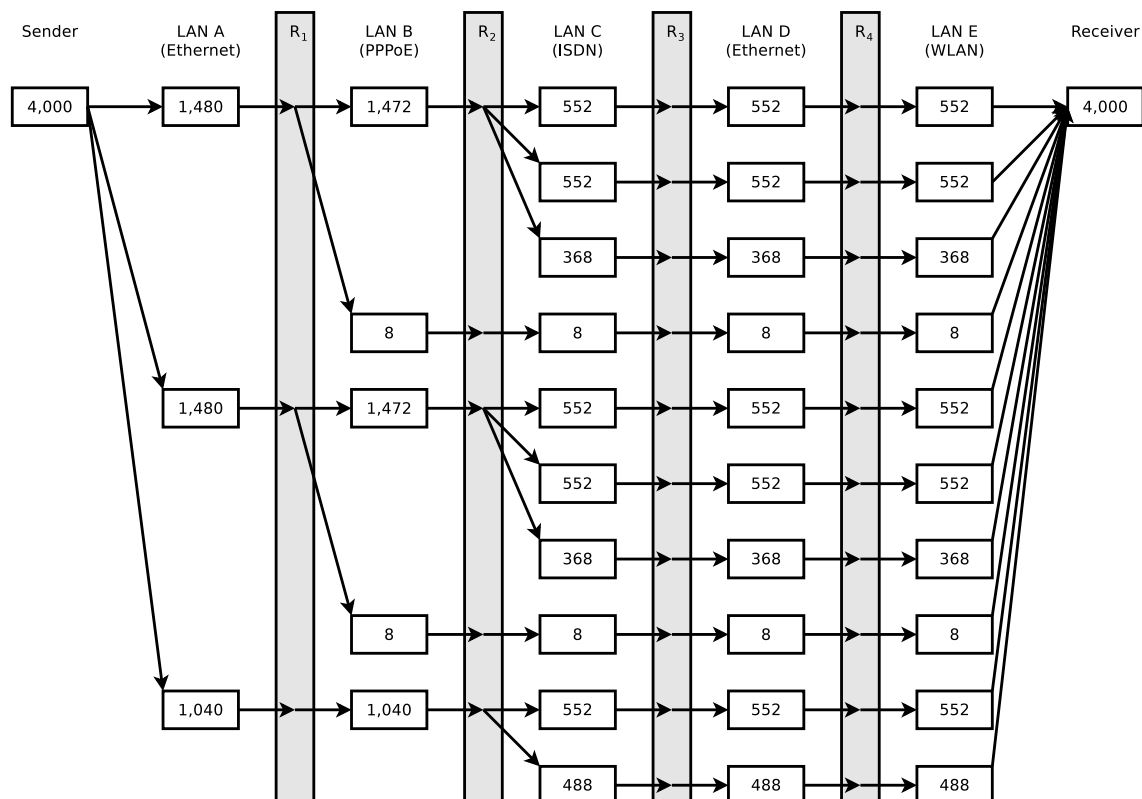 Sender LAN A R1 LAN B R2 LAN C R3 LAN D R4 LAN E Receiver
(Ethernet) (PPPoE) (ISDN) (Ethernet) (WLAN)
4,000 1,480 1,472 552 552 552 4,000
552 552 552
368 368 368
8 8 8 8
1,480 1,472 552 552 552
552 552 552
368 368 368
8 8 8 8
1,040 1,040 552 552 552
488 488 488